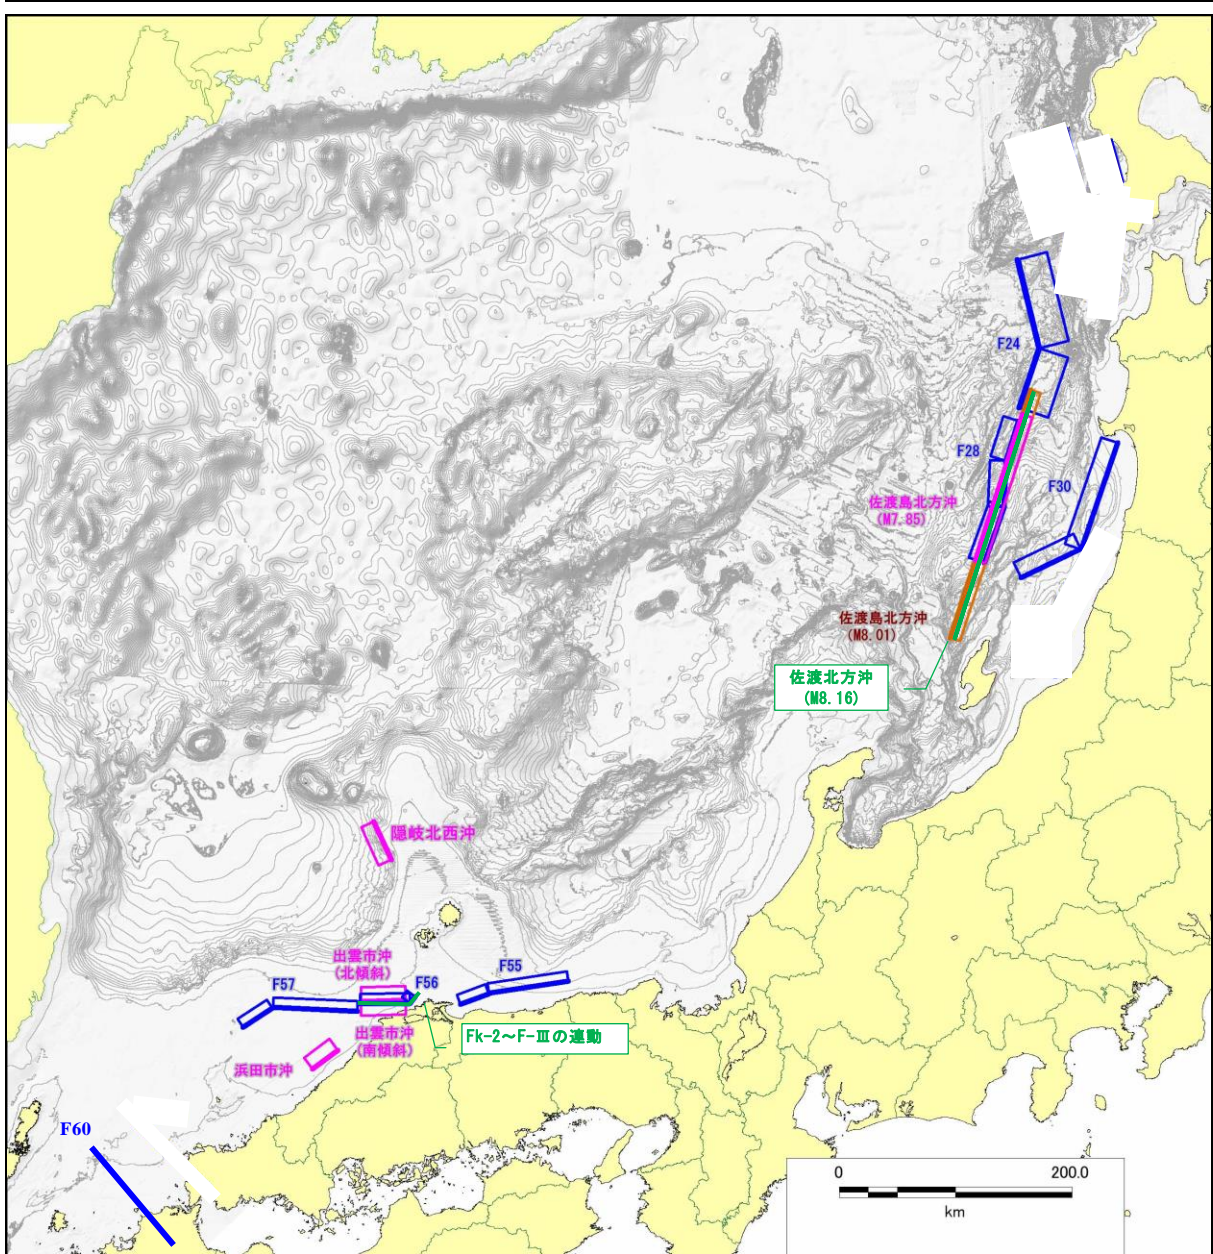 F24
F28
F30
佐渡島北方沖
(M7.85)
佐渡島北方沖
(M8.01)
佐渡北方沖
(M8.16)
隠岐北西沖
出雲市沖
(北傾斜)
F57
F56
F55
出雲市沖
(南傾斜)
Fk-2～F-Ⅲの連動
浜田市沖
F60
0 200.0
km